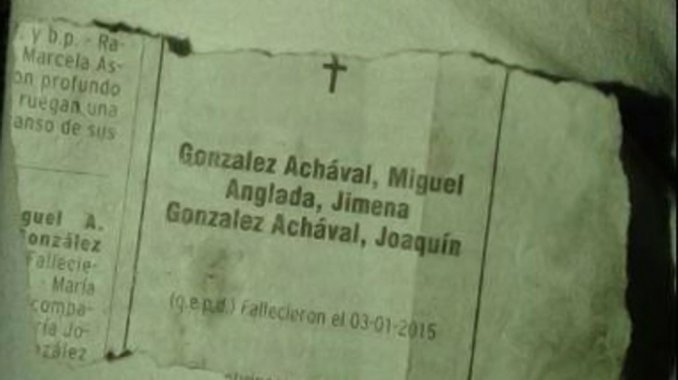 . y b.p. - Ra-
Marcela As-
on profundo
ruegan una
anso de sus
guel A.
González
Fallecie-
. - María
compa-
ría Jo-
nzález
Gonzalez Achával, Miguel
Anglada, Jimena
Gonzalez Achával, Joaquín
(q.e.p.d.) Fallecieron el 03-01-2015